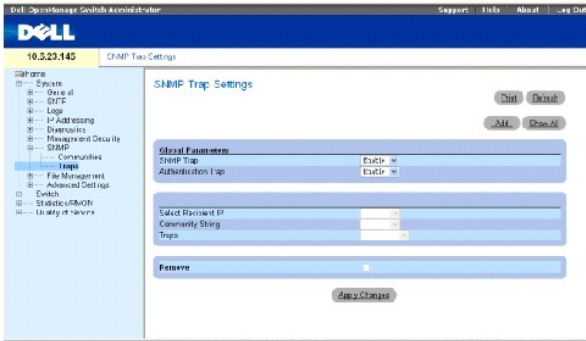 Dell OpenManage Switch Administrator
Support Help About Log Out
DELL
10.6.23.145
SNMP Trap Settings
Home
System
General
SNTP
Logs
IP Addressing
Diagnostics
Management Security
SNMP
Communities
Traps
File Management
Advanced Settings
Switch
Statistics/RMON
Quality of Service
SNMP Trap Settings
Print Refresh
Add Show All
Global Parameters
SNMP Trap Enable
Authentication Trap Enable
Select Recipient IP
Community String
Traps
Remove
Apply Changes